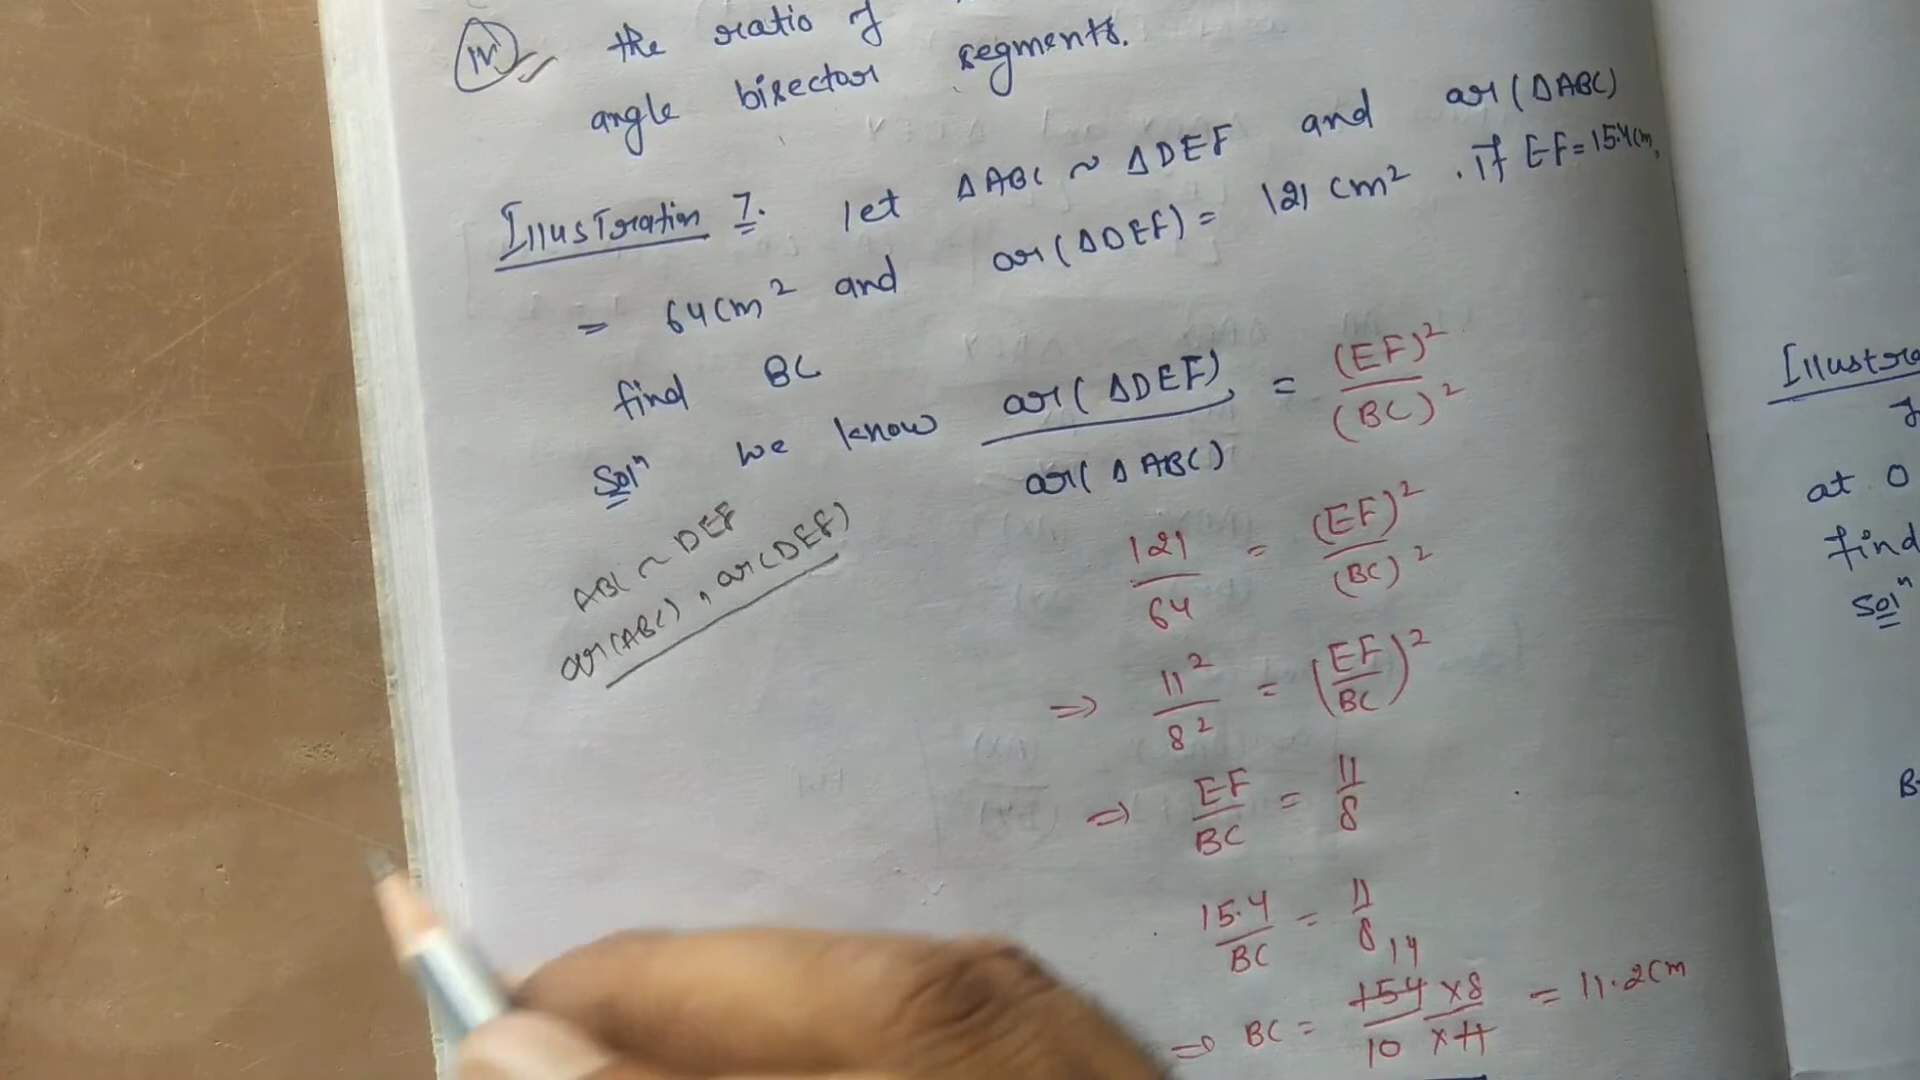 (iv) the ratio of
angle bisector segments.
Illustration 7. let ΔABC ~ ΔDEF and ar(ΔABC)
= 64cm² and ar(ΔDEF) = 121 cm². If EF=15.4cm,
find BC
Solⁿ we know ar(ΔDEF)/ar(ΔABC) = (EF)²/(BC)²
ABC ~ DEF
ar(ABC), ar(DEF)
121/64 = (EF)²/(BC)²
⇒ 11²/8² = (EF/BC)²
⇒ EF/BC = 11/8
15.4/BC = 11/8
14
⇒ BC = 154×8/10×11 = 11.2cm
Illustra
at O
find
Solⁿ
B